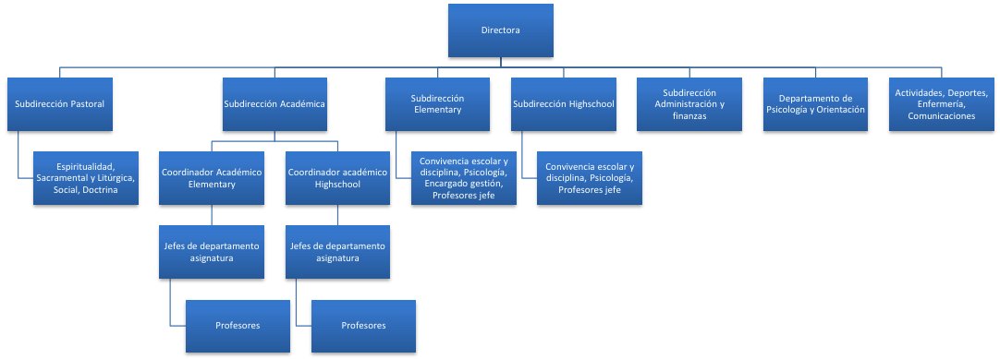 Directora
Subdirección Pastoral
Subdirección Académica
Subdirección
Elementary
Subdirección Highschool
Subdirección
Administración y
finanzas
Departamento de
Psicología y Orientación
Actividades, Deportes,
Enfermería,
Comunicaciones
Espiritualidad,
Sacramental y Litúrgica,
Social, Doctrina
Coordinador Académico
Elementary
Coordinador académico
Highschool
Convivencia escolar y
disciplina, Psicología,
Encargado gestión,
Profesores jefe
Convivencia escolar y
disciplina, Psicología,
Profesores jefe
Jefes de departamento
asignatura
Jefes de departamento
asignatura
Profesores
Profesores